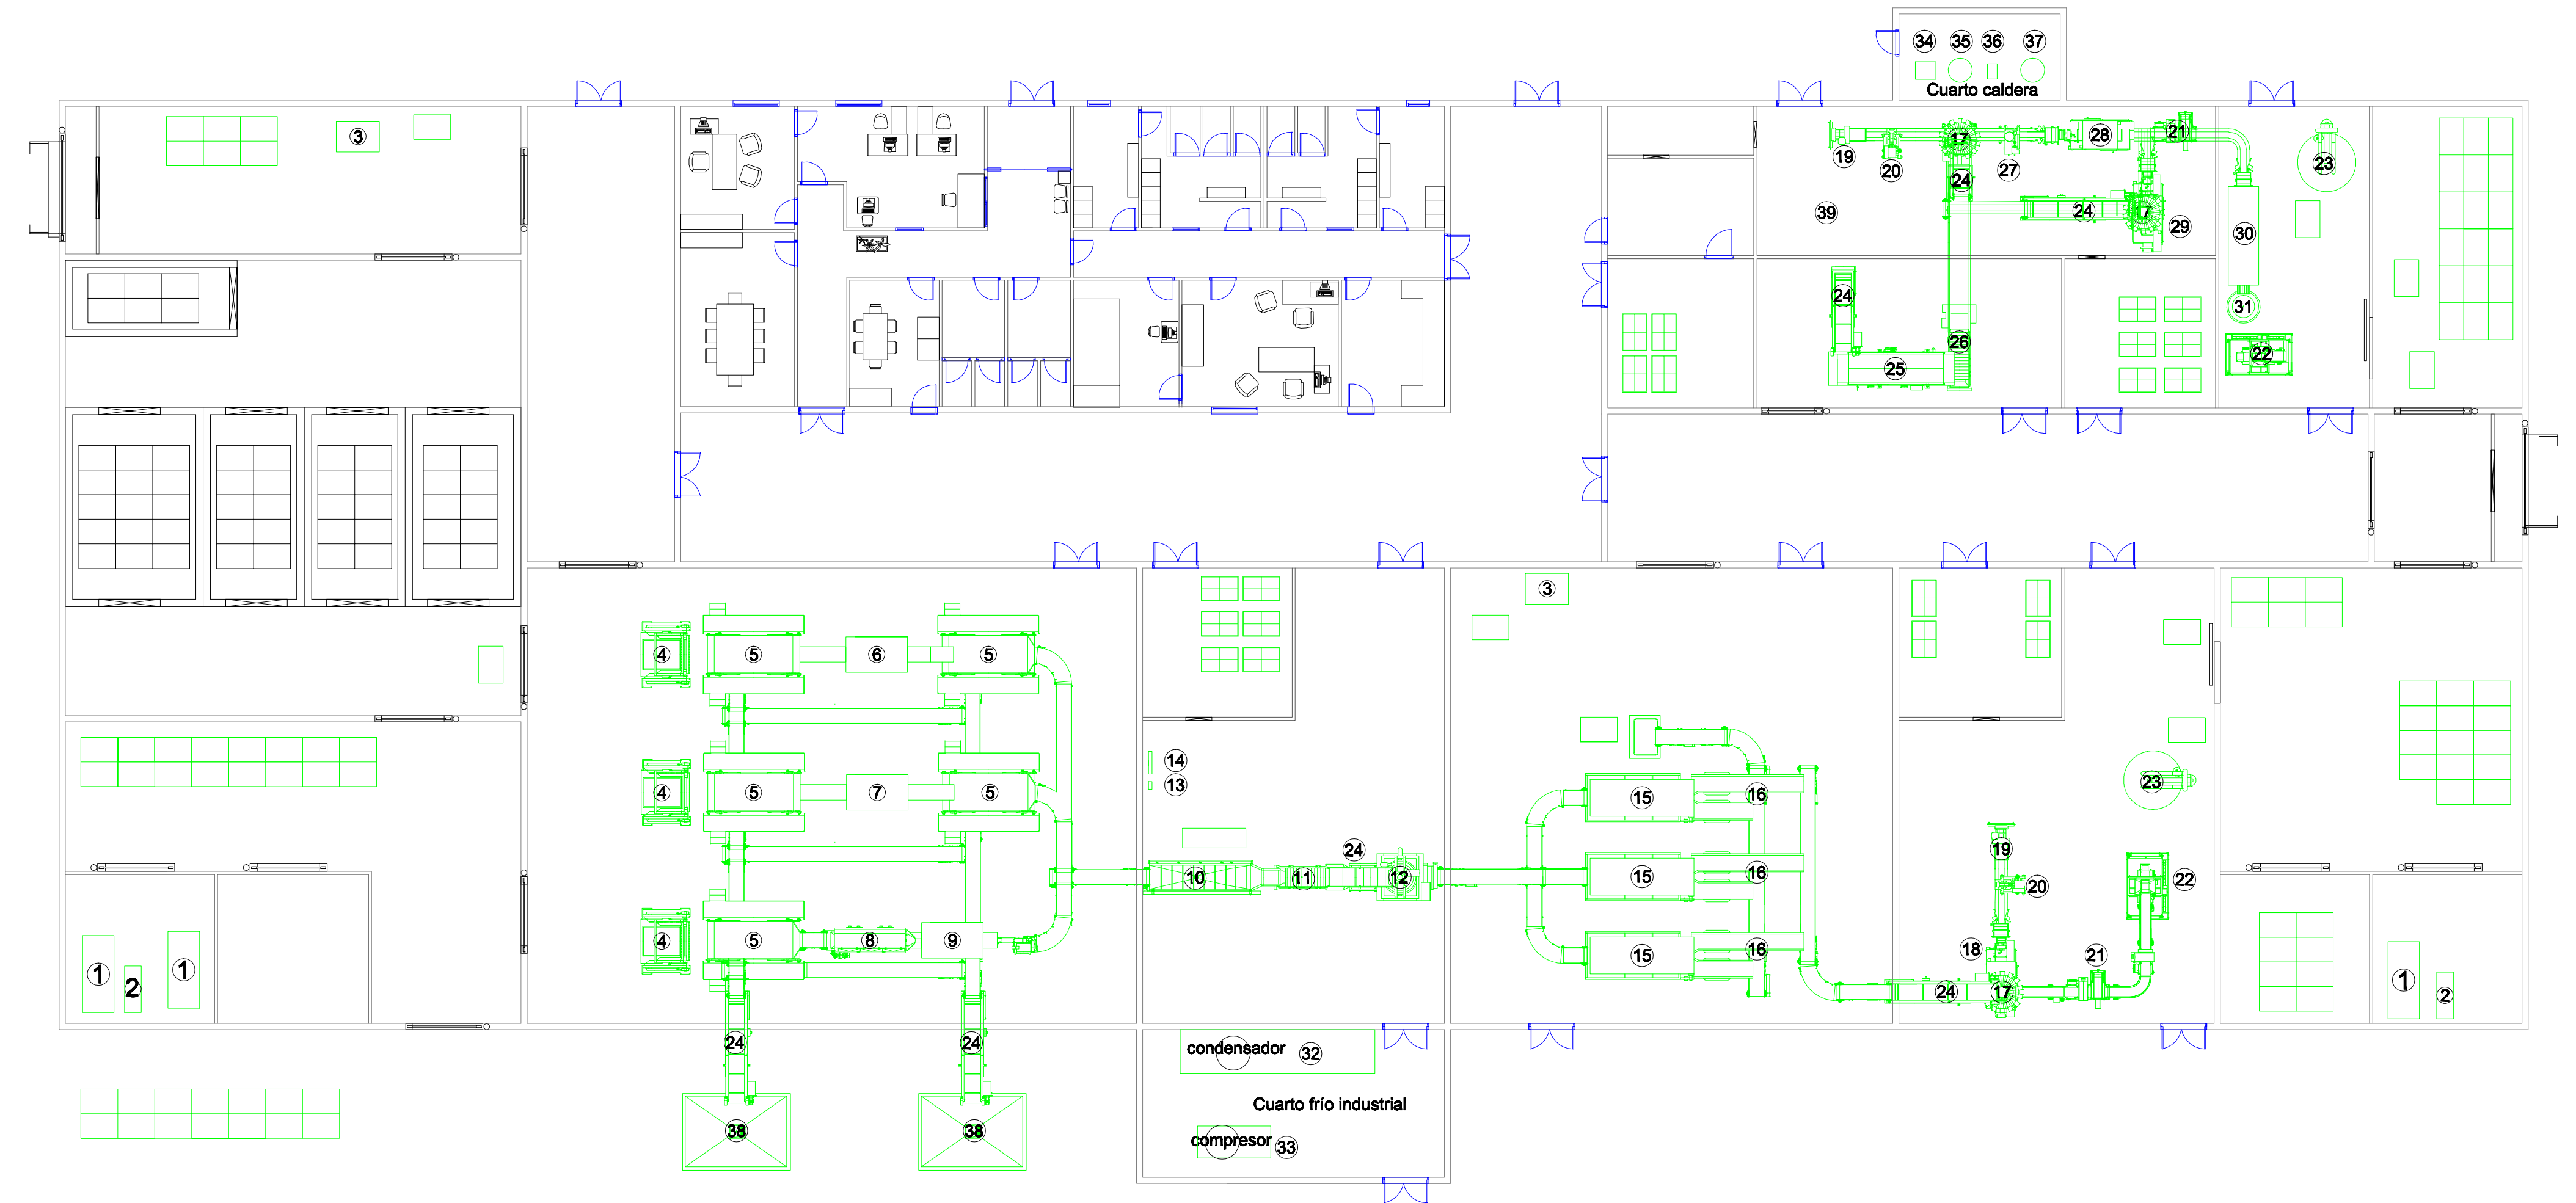 34 35 36 37
Cuarto caldera
3
19 20 17 27 28 21 23
24
39 24 7 29 30
24 31
26 22
25
3
4 5 6 5
14
13
4 5 7 5 15 16
23
24 19
10 11 12 15 16 20 22
4 5 8 9 15 16 18 21
1 2 1 1 2
24 17
24 24
condensador 32
Cuarto frío industrial
38 38
compresor 33